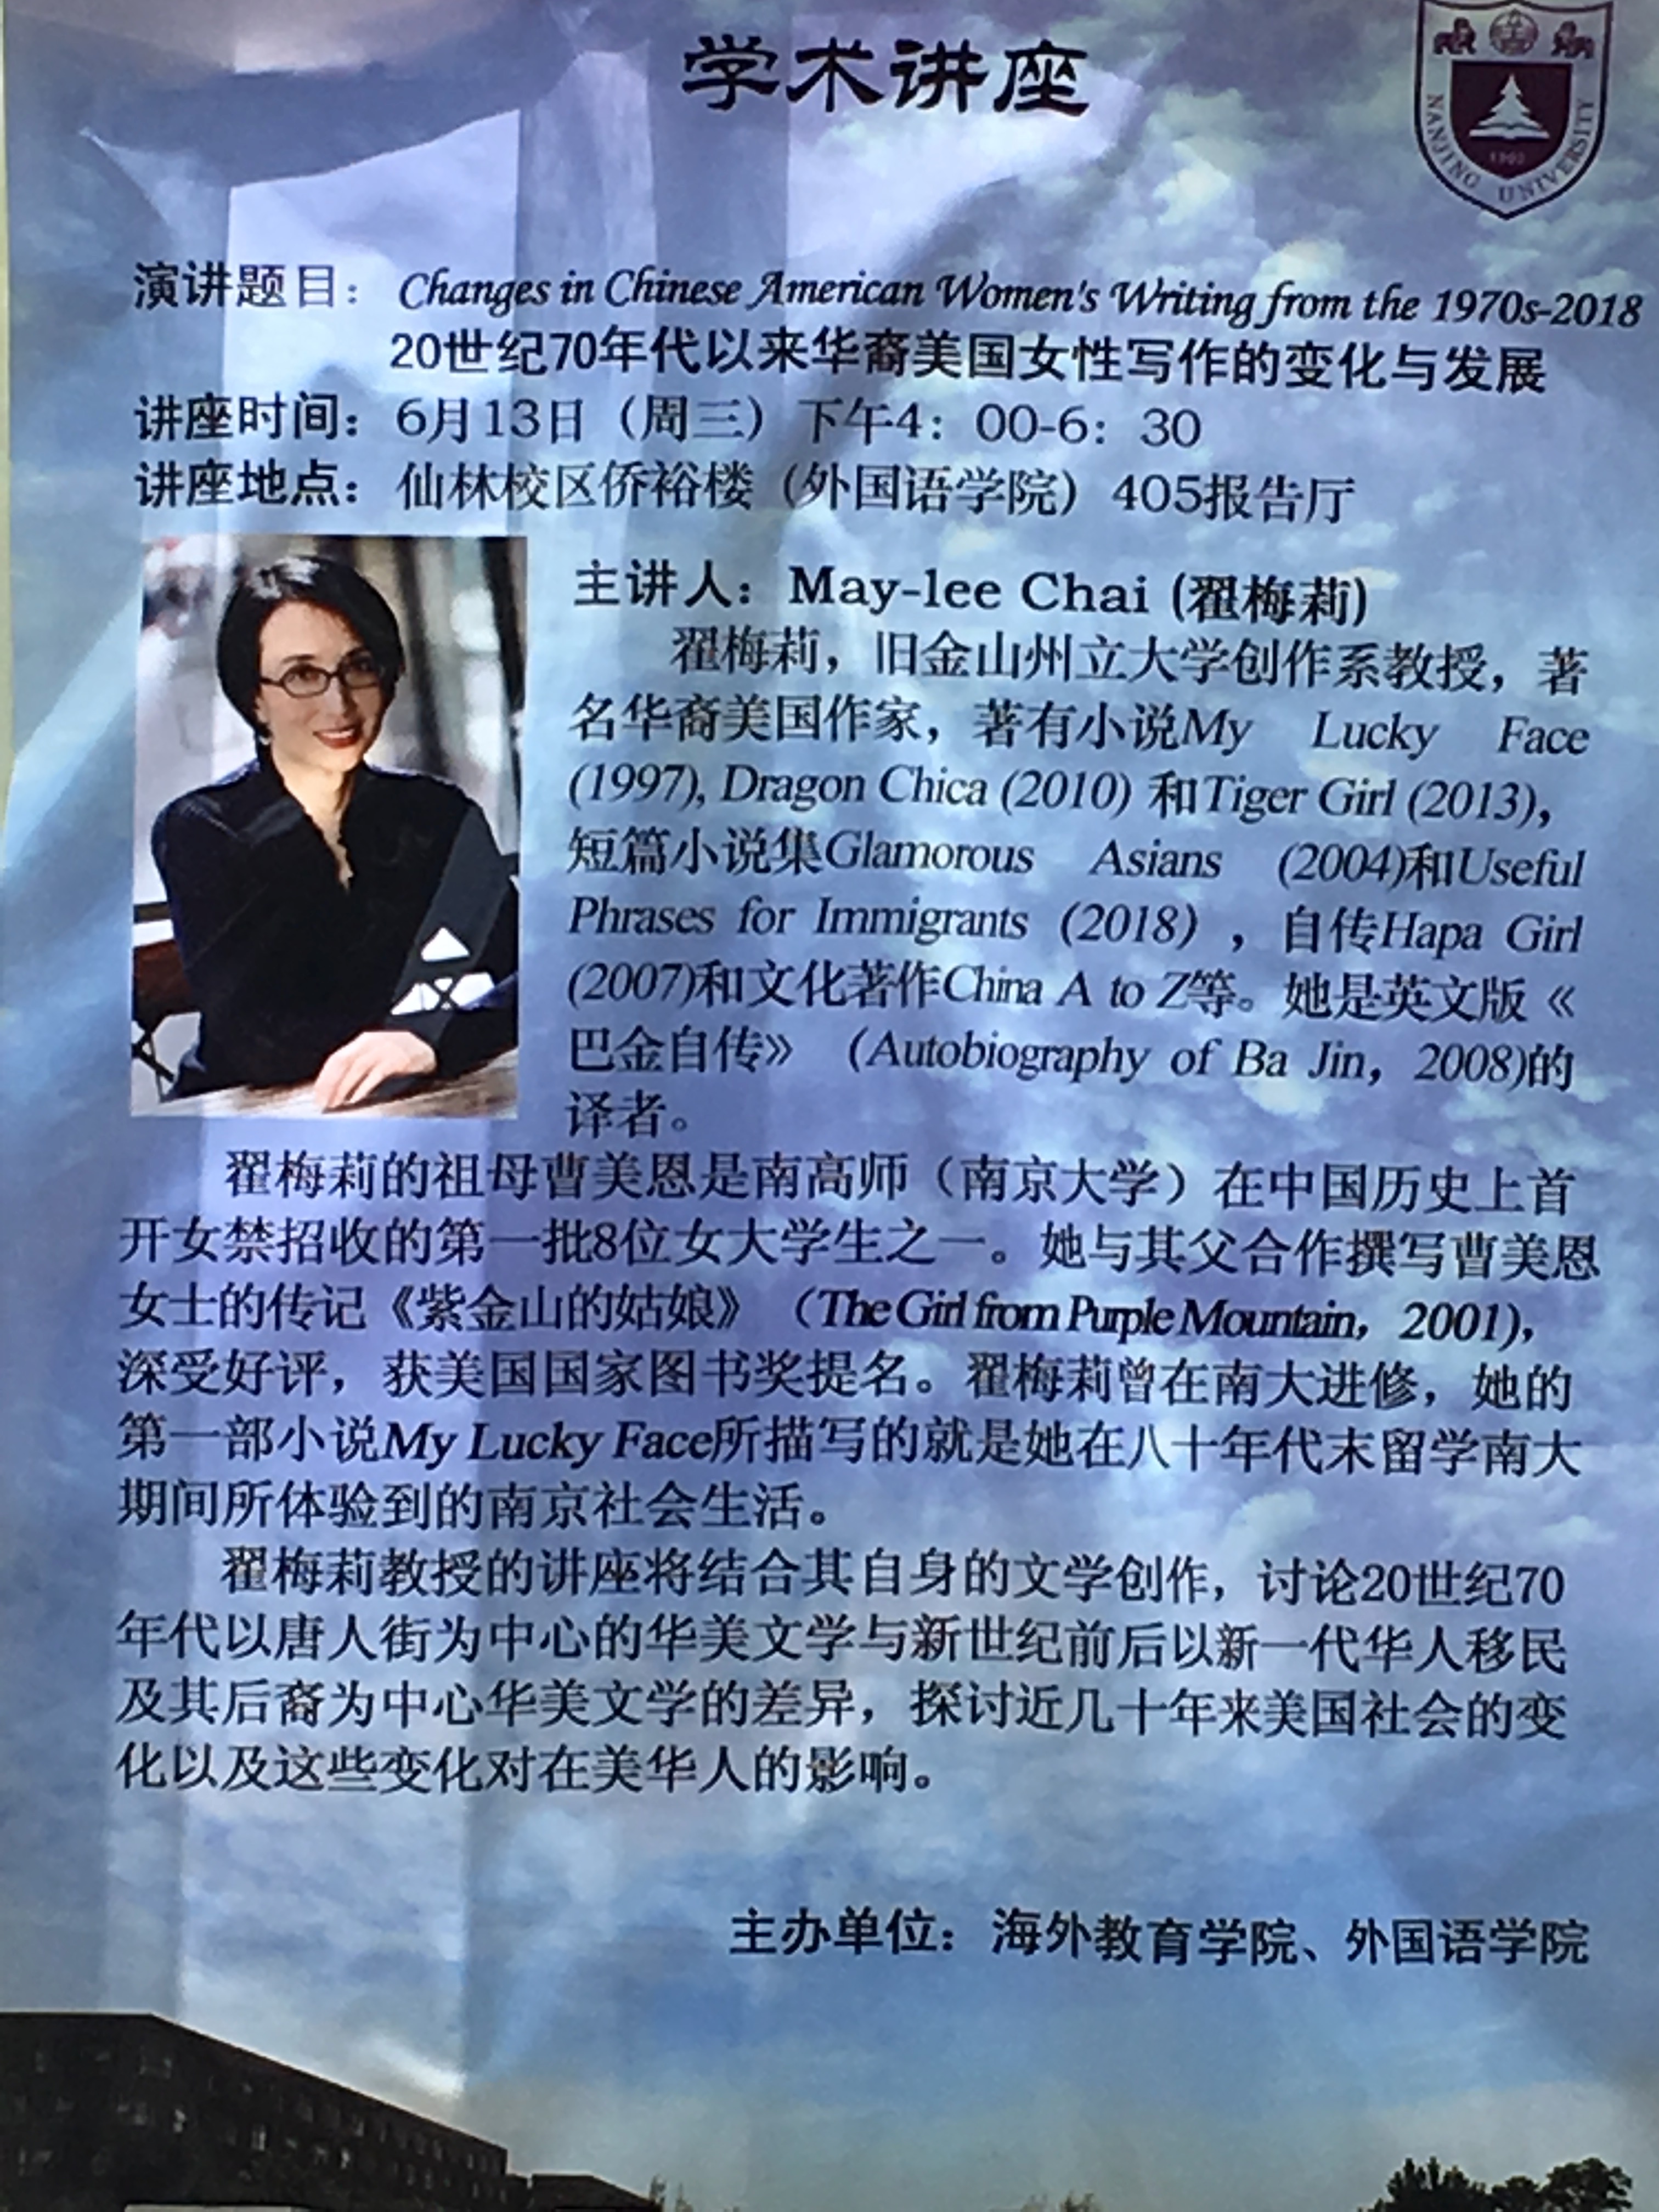 学术讲座
NANJING UNIVERSITY
1902
演讲题目：Changes in Chinese American Women's Writing from the 1970s-2018
20世纪70年代以来华裔美国女性写作的变化与发展
讲座时间：6月13日（周三）下午4：00-6：30
讲座地点：仙林校区侨裕楼（外国语学院）405报告厅
主讲人：May-lee Chai (翟梅莉)
翟梅莉，旧金山州立大学创作系教授，著
名华裔美国作家，著有小说My Lucky Face
(1997), Dragon Chica (2010) 和Tiger Girl (2013)，
短篇小说集Glamorous Asians (2004)和Useful
Phrases for Immigrants (2018) ，自传Hapa Girl
(2007)和文化著作China A to Z等。她是英文版《
巴金自传》（Autobiography of Ba Jin，2008)的
译者。
翟梅莉的祖母曹美恩是南高师（南京大学）在中国历史上首
开女禁招收的第一批8位女大学生之一。她与其父合作撰写曹美恩
女士的传记《紫金山的姑娘》（The Girl from Purple Mountain，2001)，
深受好评，获美国国家图书奖提名。翟梅莉曾在南大进修，她的
第一部小说My Lucky Face所描写的就是她在八十年代末留学南大
期间所体验到的南京社会生活。
翟梅莉教授的讲座将结合其自身的文学创作，讨论20世纪70
年代以唐人街为中心的华美文学与新世纪前后以新一代华人移民
及其后裔为中心华美文学的差异，探讨近几十年来美国社会的变
化以及这些变化对在美华人的影响。
主办单位：海外教育学院、外国语学院